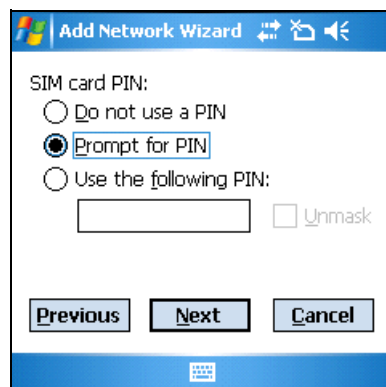 Add Network Wizard
SIM card PIN:
Do not use a PIN
Prompt for PIN
Use the following PIN:
Unmask
Previous Next Cancel